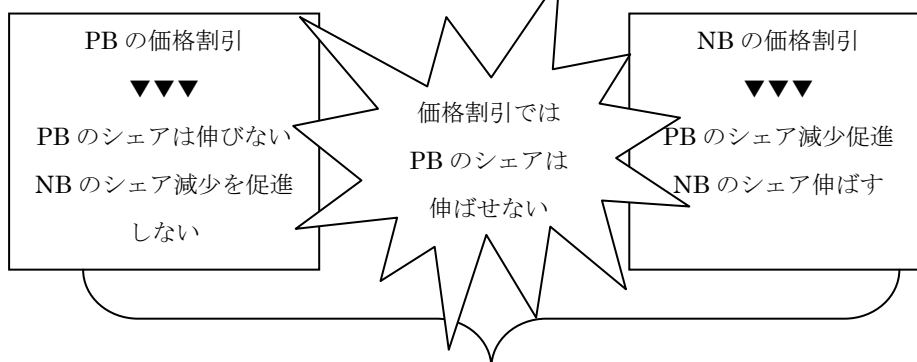 PB の価格割引
▼▼▼
PB のシェアは伸びない
NB のシェア減少を促進
しない
価格割引では
PB のシェアは
伸ばせない
NB の価格割引
▼▼▼
PB のシェア減少促進
NB のシェア伸ばす